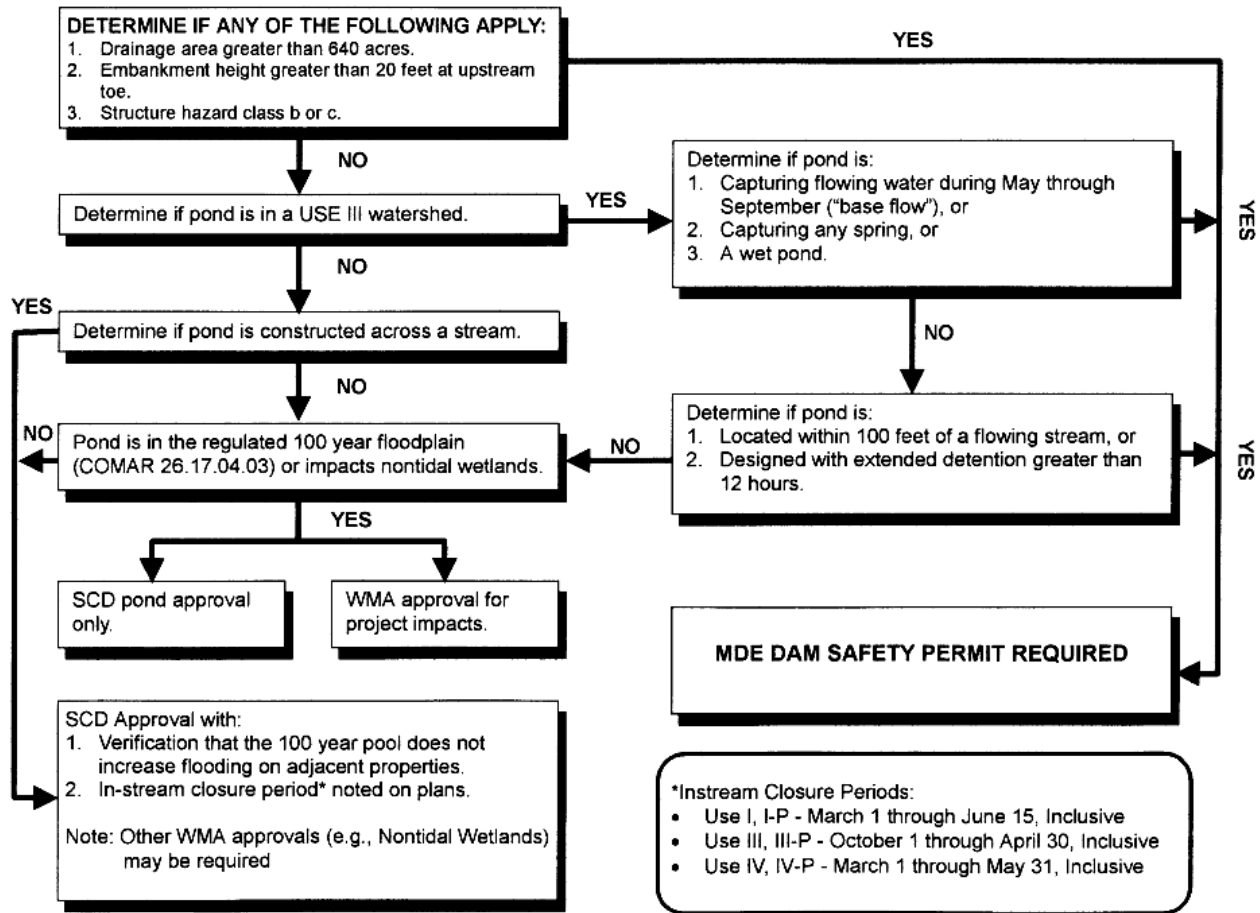 DETERMINE IF ANY OF THE FOLLOWING APPLY:
1. Drainage area greater than 640 acres.
2. Embankment height greater than 20 feet at upstream
toe.
3. Structure hazard class b or c.
YES
NO
Determine if pond is in a USE III watershed.
YES
Determine if pond is:
1. Capturing flowing water during May through
September ("base flow"), or
2. Capturing any spring, or
3. A wet pond.
YES
NO
YES
Determine if pond is constructed across a stream.
NO
NO
NO
Pond is in the regulated 100 year floodplain
(COMAR 26.17.04.03) or impacts nontidal wetlands.
NO
Determine if pond is:
1. Located within 100 feet of a flowing stream, or
2. Designed with extended detention greater than
12 hours.
YES
YES
SCD pond approval
only.
WMA approval for
project impacts.
MDE DAM SAFETY PERMIT REQUIRED
SCD Approval with:
1. Verification that the 100 year pool does not
increase flooding on adjacent properties.
2. In-stream closure period* noted on plans.
Note: Other WMA approvals (e.g., Nontidal Wetlands)
may be required
*Instream Closure Periods:
• Use I, I-P - March 1 through June 15, Inclusive
• Use III, III-P - October 1 through April 30, Inclusive
• Use IV, IV-P - March 1 through May 31, Inclusive